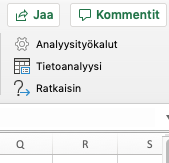 Jaa Kommentit
Analyysityökalut
Tietoanalyysi
Ratkaisin
Q R S